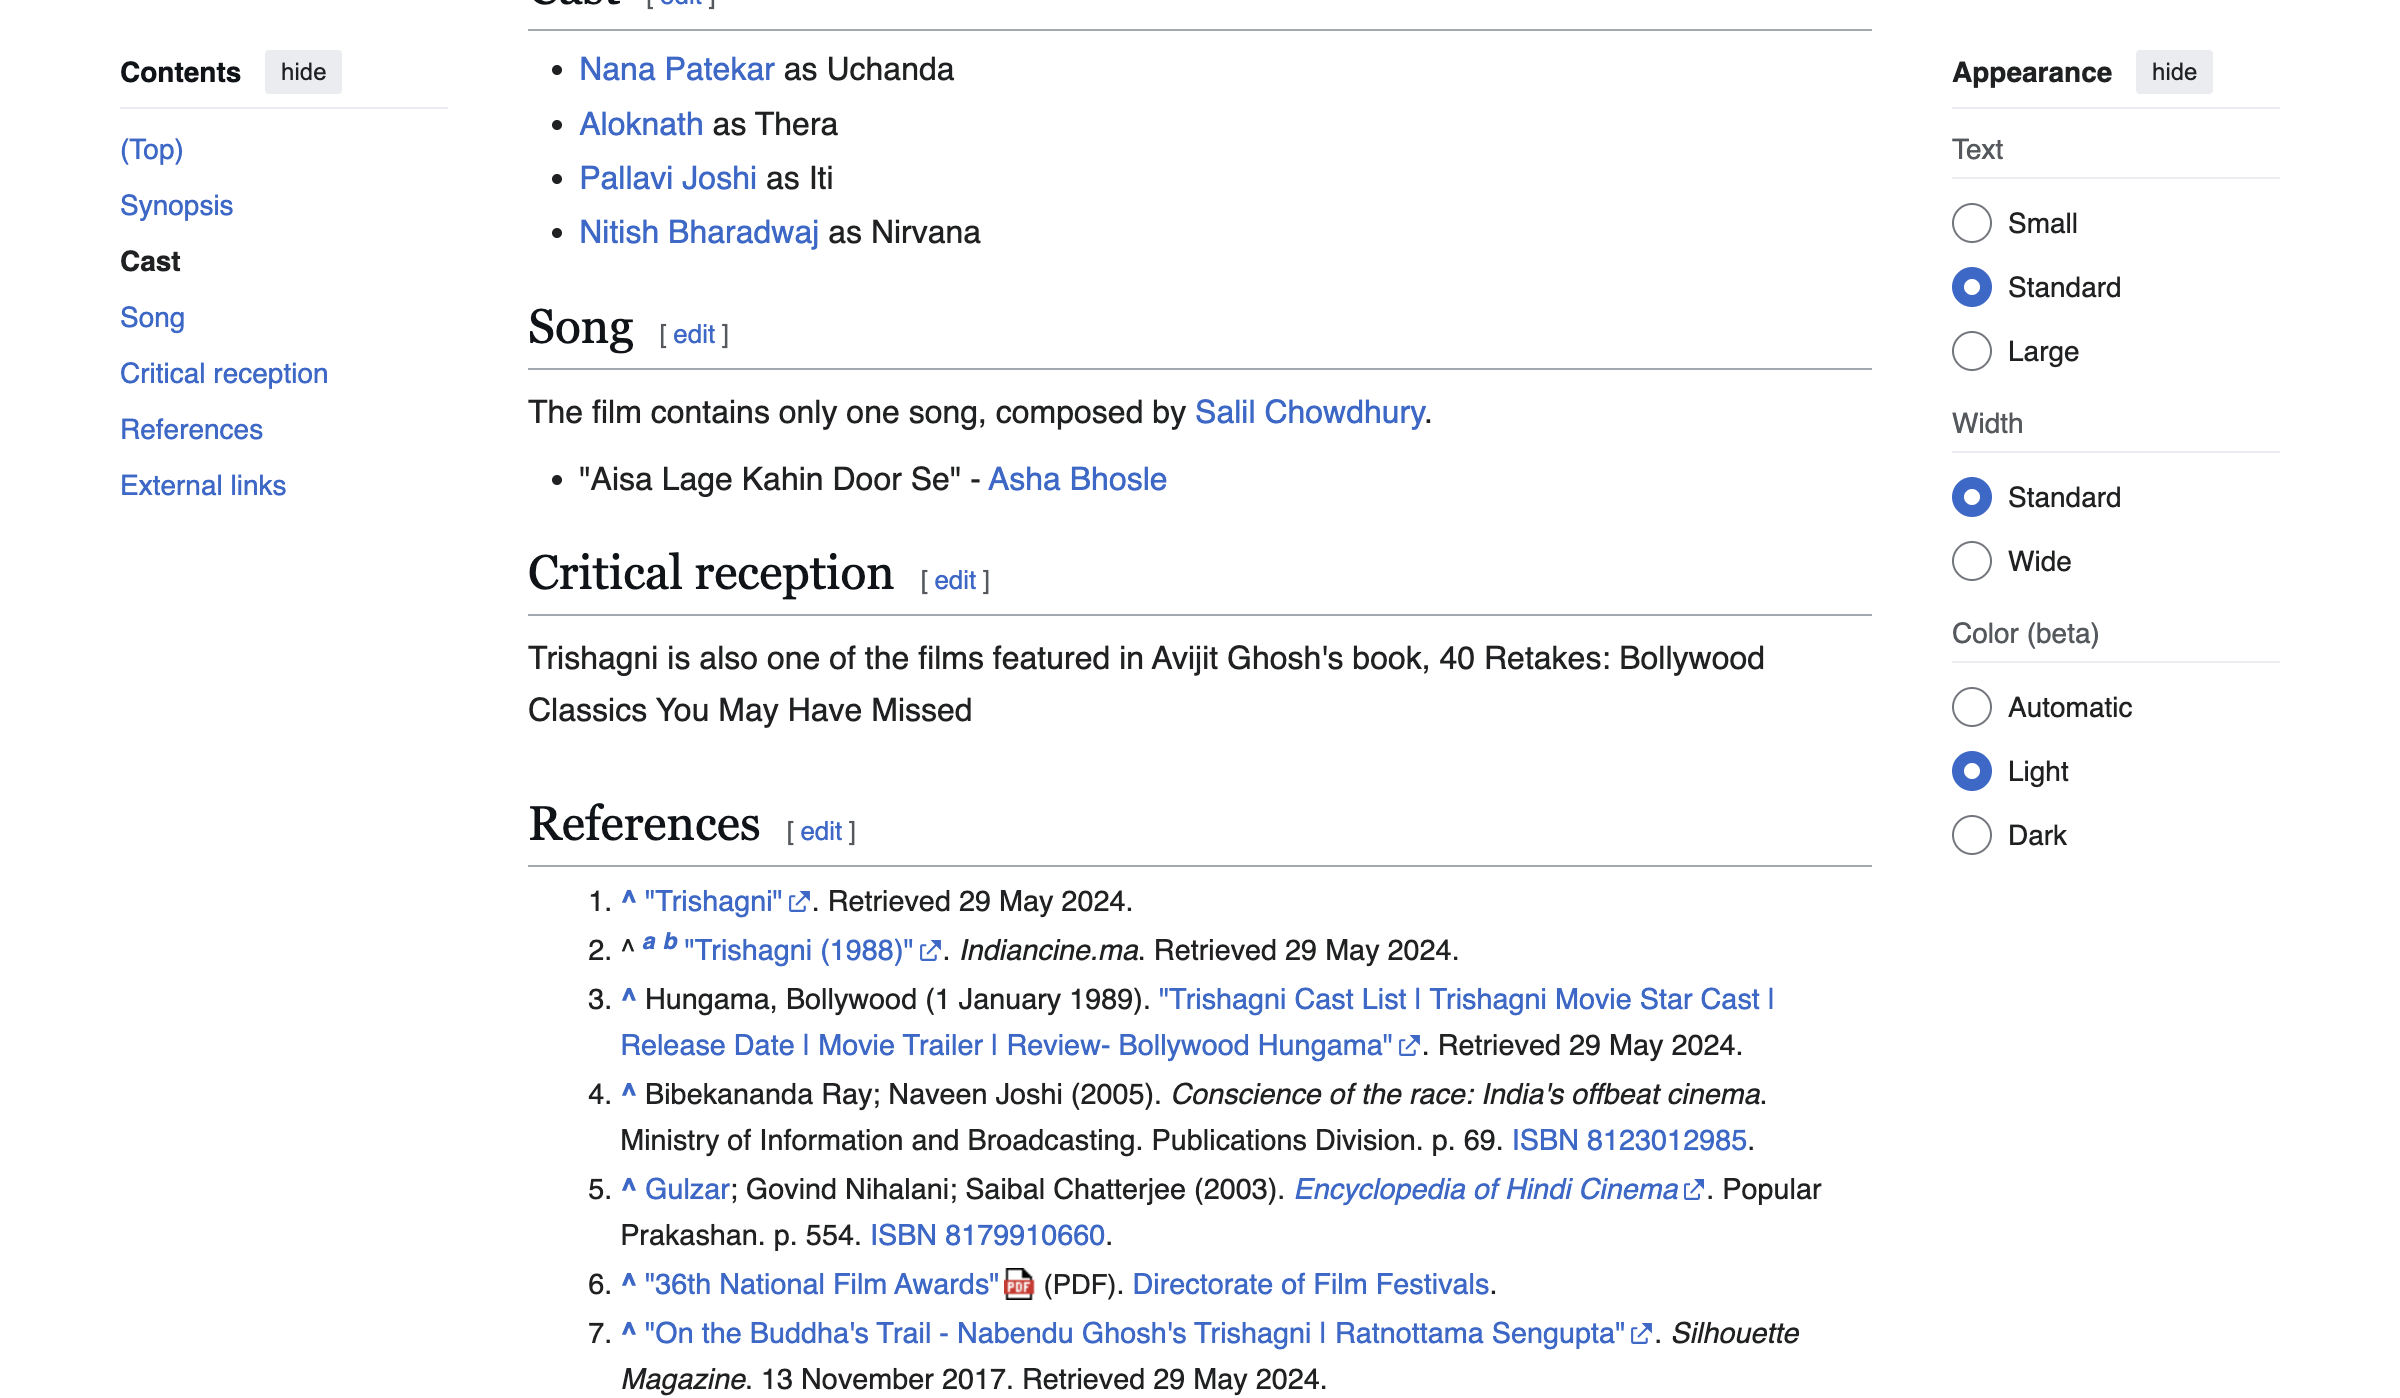 Cast [ edit ]
Contents hide
(Top)
Synopsis
Cast
Song
Critical reception
References
External links
• Nana Patekar as Uchanda
• Aloknath as Thera
• Pallavi Joshi as Iti
• Nitish Bharadwaj as Nirvana
Song [ edit ]
The film contains only one song, composed by Salil Chowdhury.
• "Aisa Lage Kahin Door Se" - Asha Bhosle
Critical reception [ edit ]
Trishagni is also one of the films featured in Avijit Ghosh's book, 40 Retakes: Bollywood
Classics You May Have Missed
References [ edit ]
1. ^ "Trishagni". Retrieved 29 May 2024.
2. ^ a b "Trishagni (1988)". Indiancine.ma. Retrieved 29 May 2024.
3. ^ Hungama, Bollywood (1 January 1989). "Trishagni Cast List | Trishagni Movie Star Cast |
Release Date | Movie Trailer | Review- Bollywood Hungama". Retrieved 29 May 2024.
4. ^ Bibekananda Ray; Naveen Joshi (2005). Conscience of the race: India's offbeat cinema.
Ministry of Information and Broadcasting. Publications Division. p. 69. ISBN 8123012985.
5. ^ Gulzar; Govind Nihalani; Saibal Chatterjee (2003). Encyclopedia of Hindi Cinema. Popular
Prakashan. p. 554. ISBN 8179910660.
6. ^ "36th National Film Awards" PDF (PDF). Directorate of Film Festivals.
7. ^ "On the Buddha's Trail - Nabendu Ghosh's Trishagni | Ratnottama Sengupta". Silhouette
Magazine. 13 November 2017. Retrieved 29 May 2024.
Appearance hide
Text
Small
Standard
Large
Width
Standard
Wide
Color (beta)
Automatic
Light
Dark